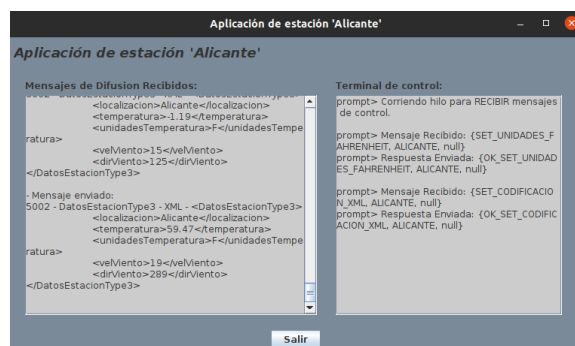 Aplicación de estación 'Alicante'
Aplicación de estación 'Alicante'
Mensajes de Difusion Recibidos:
5002 - DatosEstacionType3 - XML - <DatosEstacionType3>
<localizacion>Alicante</localizacion>
<temperatura>-1.19</temperatura>
<unidadesTemperatura>F</unidadesTempe
ratura>
<velViento>15</velViento>
<dirViento>125</dirViento>
</DatosEstacionType3>
- Mensaje enviado:
5002 - DatosEstacionType3 - XML - <DatosEstacionType3>
<localizacion>Alicante</localizacion>
<temperatura>59.47</temperatura>
<unidadesTemperatura>F</unidadesTempe
ratura>
<velViento>19</velViento>
<dirViento>289</dirViento>
</DatosEstacionType3>
Terminal de control:
prompt> Corriendo hilo para RECIBIR mensajes
de control.
prompt> Mensaje Recibido: {SET_UNIDADES_F
AHRENHEIT, ALICANTE, null}
prompt> Respuesta Enviada: {OK_SET_UNIDAD
ES_FAHRENHEIT, ALICANTE, null}
prompt> Mensaje Recibido: {SET_CODIFICACIO
N_XML, ALICANTE, null}
prompt> Respuesta Enviada: {OK_SET_CODIFIC
ACION_XML, ALICANTE, null}
Salir